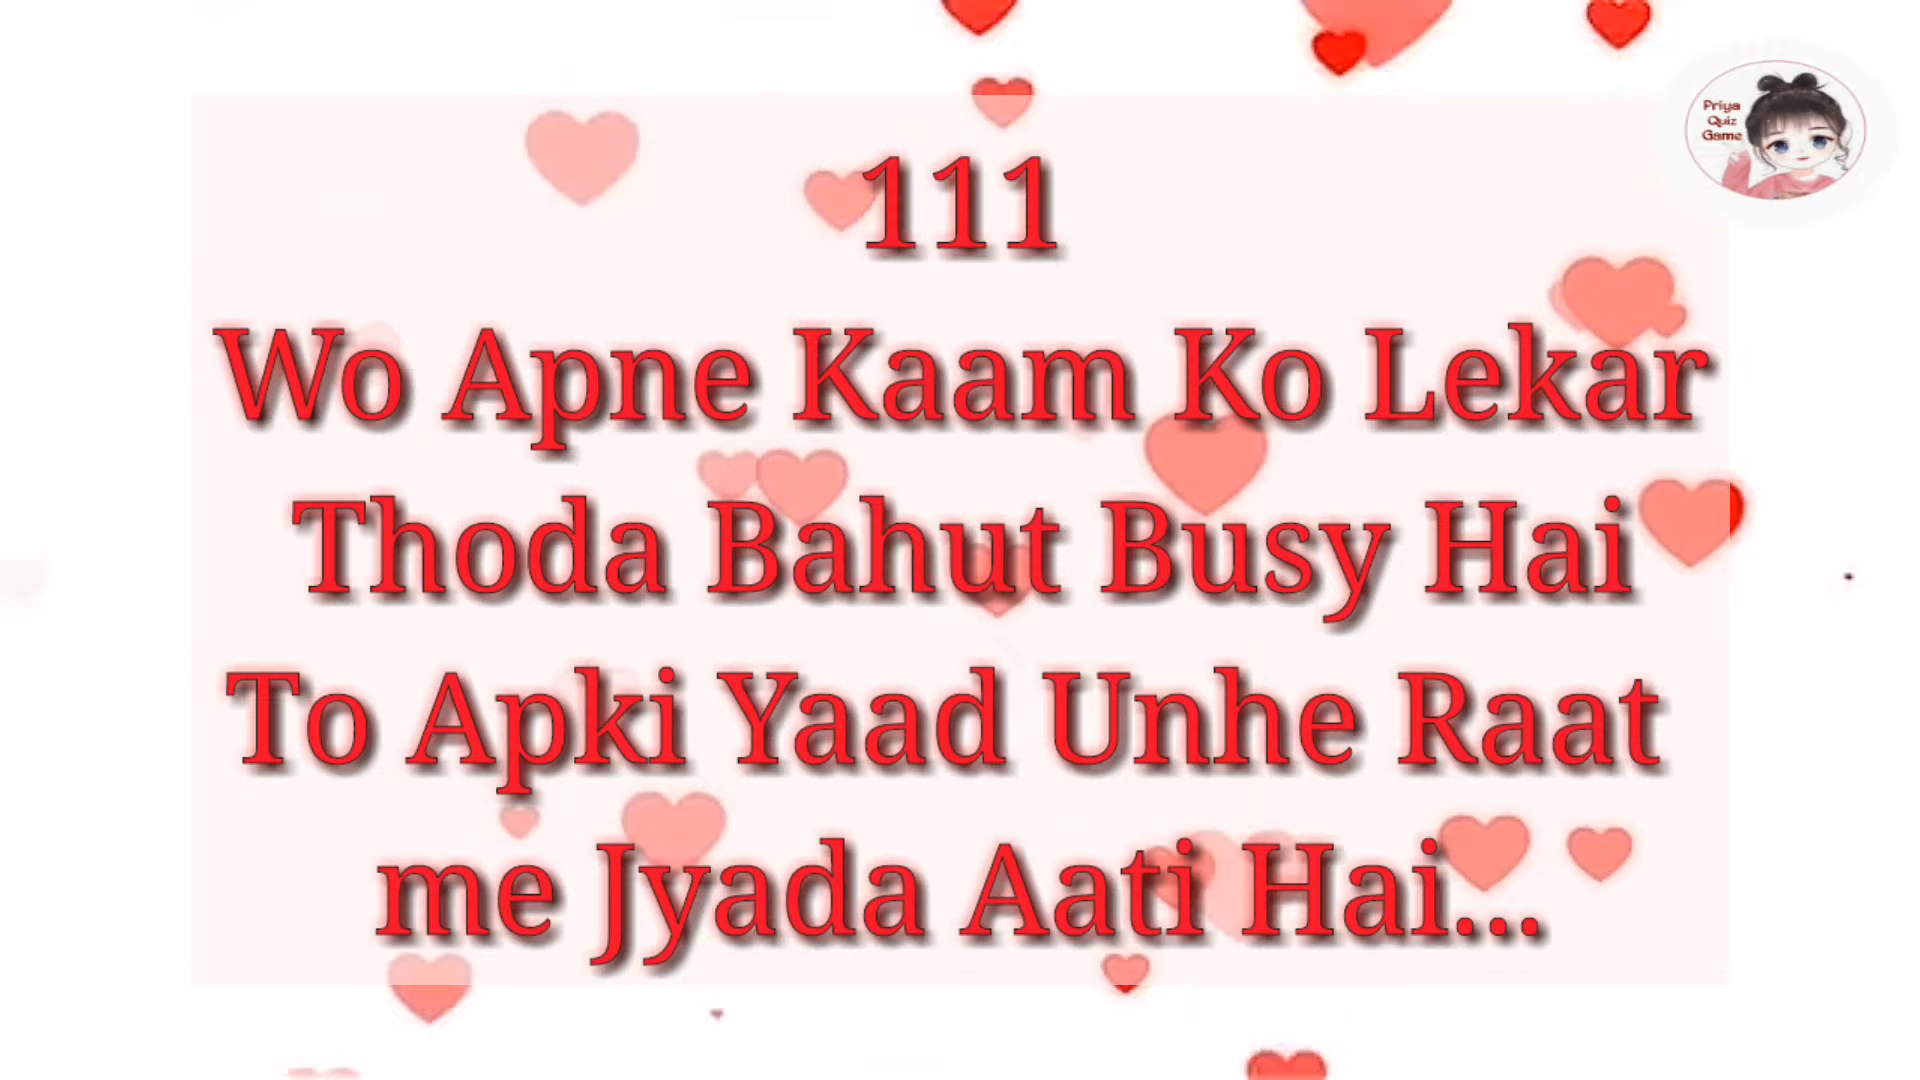 Priya
Quiz
Game
111
Wo Apne Kaam Ko Lekar
Thoda Bahut Busy Hai
To Apki Yaad Unhe Raat
me Jyada Aati Hai...